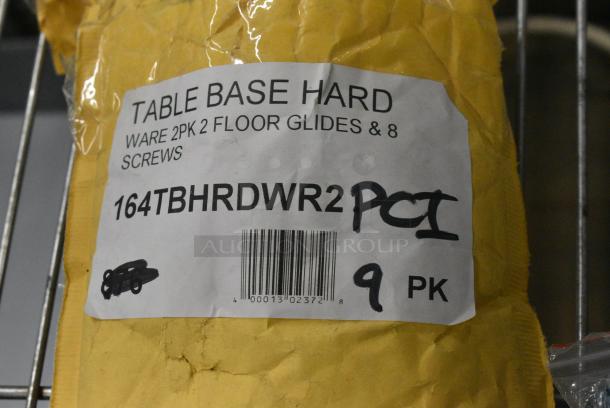 TABLE BASE HARD
WARE 2PK 2 FLOOR GLIDES & 8
SCREWS
164TBHRDWR2 PCI
AUCTION GROUP
9 PK
4 00013 02372 8